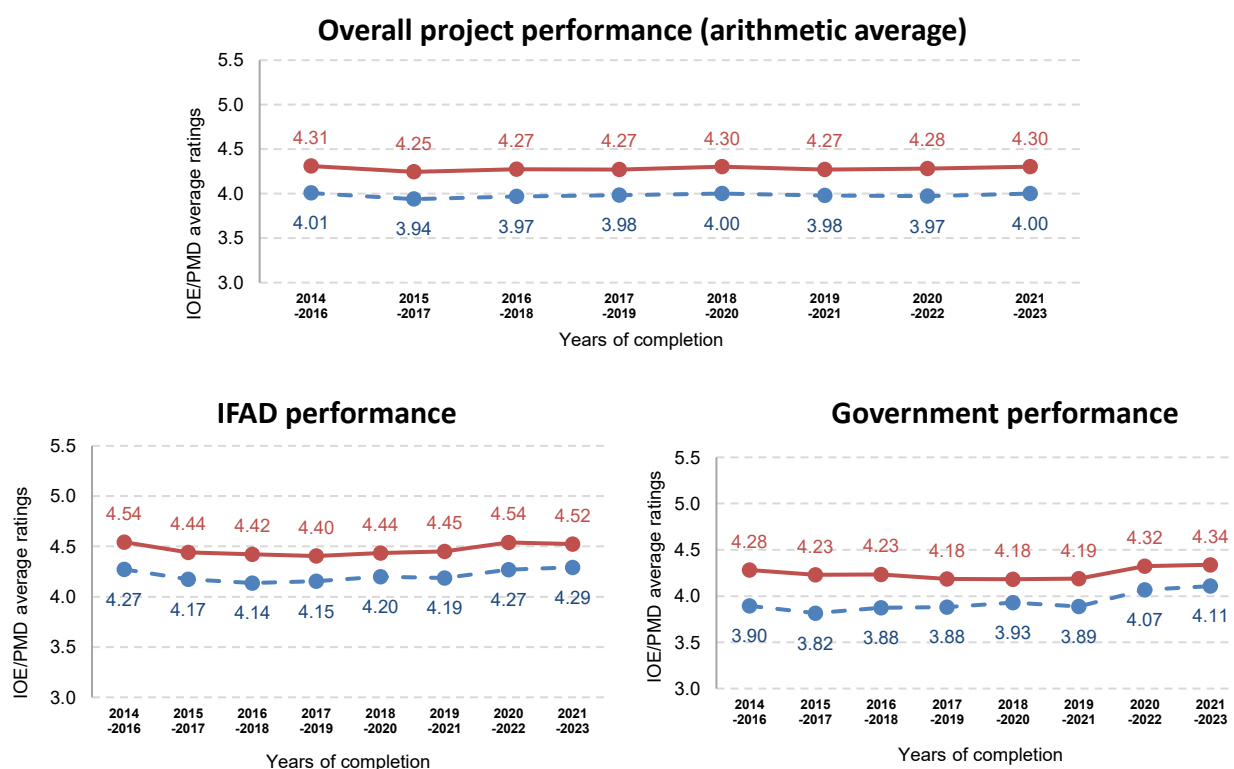 Overall project performance (arithmetic average)
IOE/PMD average ratings
5.5
5.0
4.5
4.0
3.5
3.0
4.31 4.25 4.27 4.27 4.30 4.27 4.28 4.30
4.01 3.94 3.97 3.98 4.00 3.98 3.97 4.00
2014 2015 2016 2017 2018 2019 2020 2021
-2016 -2017 -2018 -2019 -2020 -2021 -2022 -2023
Years of completion
IFAD performance
IOE/PMD average ratings
5.5
5.0
4.5
4.0
3.5
3.0
4.54 4.44 4.42 4.40 4.44 4.45 4.54 4.52
4.27 4.17 4.14 4.15 4.20 4.19 4.27 4.29
2014 2015 2016 2017 2018 2019 2020 2021
-2016 -2017 -2018 -2019 -2020 -2021 -2022 -2023
Years of completion
Government performance
IOE/PMD average ratings
5.5
5.0
4.5
4.0
3.5
3.0
4.28 4.23 4.23 4.18 4.18 4.19 4.32 4.34
3.90 3.82 3.88 3.88 3.93 3.89 4.07 4.11
2014 2015 2016 2017 2018 2019 2020 2021
-2016 -2017 -2018 -2019 -2020 -2021 -2022 -2023
Years of completion